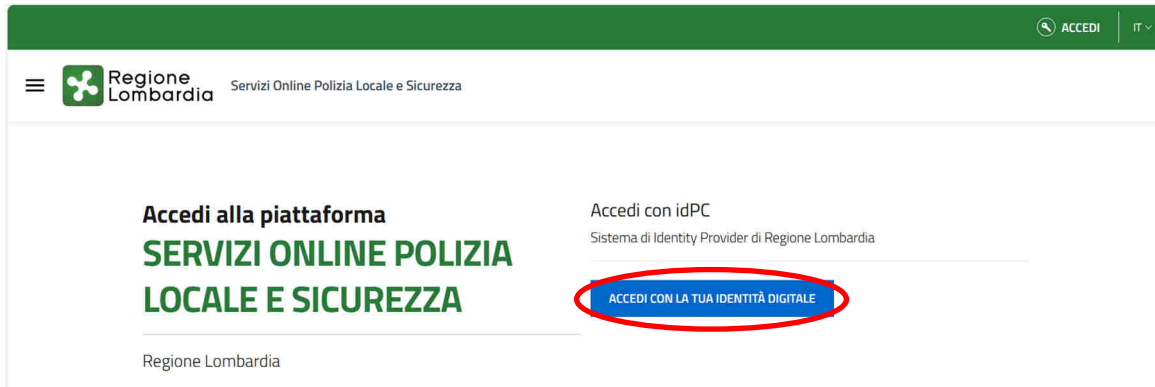 ACCEDI
IT
Regione
Lombardia
Servizi Online Polizia Locale e Sicurezza
Accedi alla piattaforma
SERVIZI ONLINE POLIZIA
LOCALE E SICUREZZA
Regione Lombardia
Accedi con idPC
Sistema di Identity Provider di Regione Lombardia
ACCEDI CON LA TUA IDENTITÀ DIGITALE